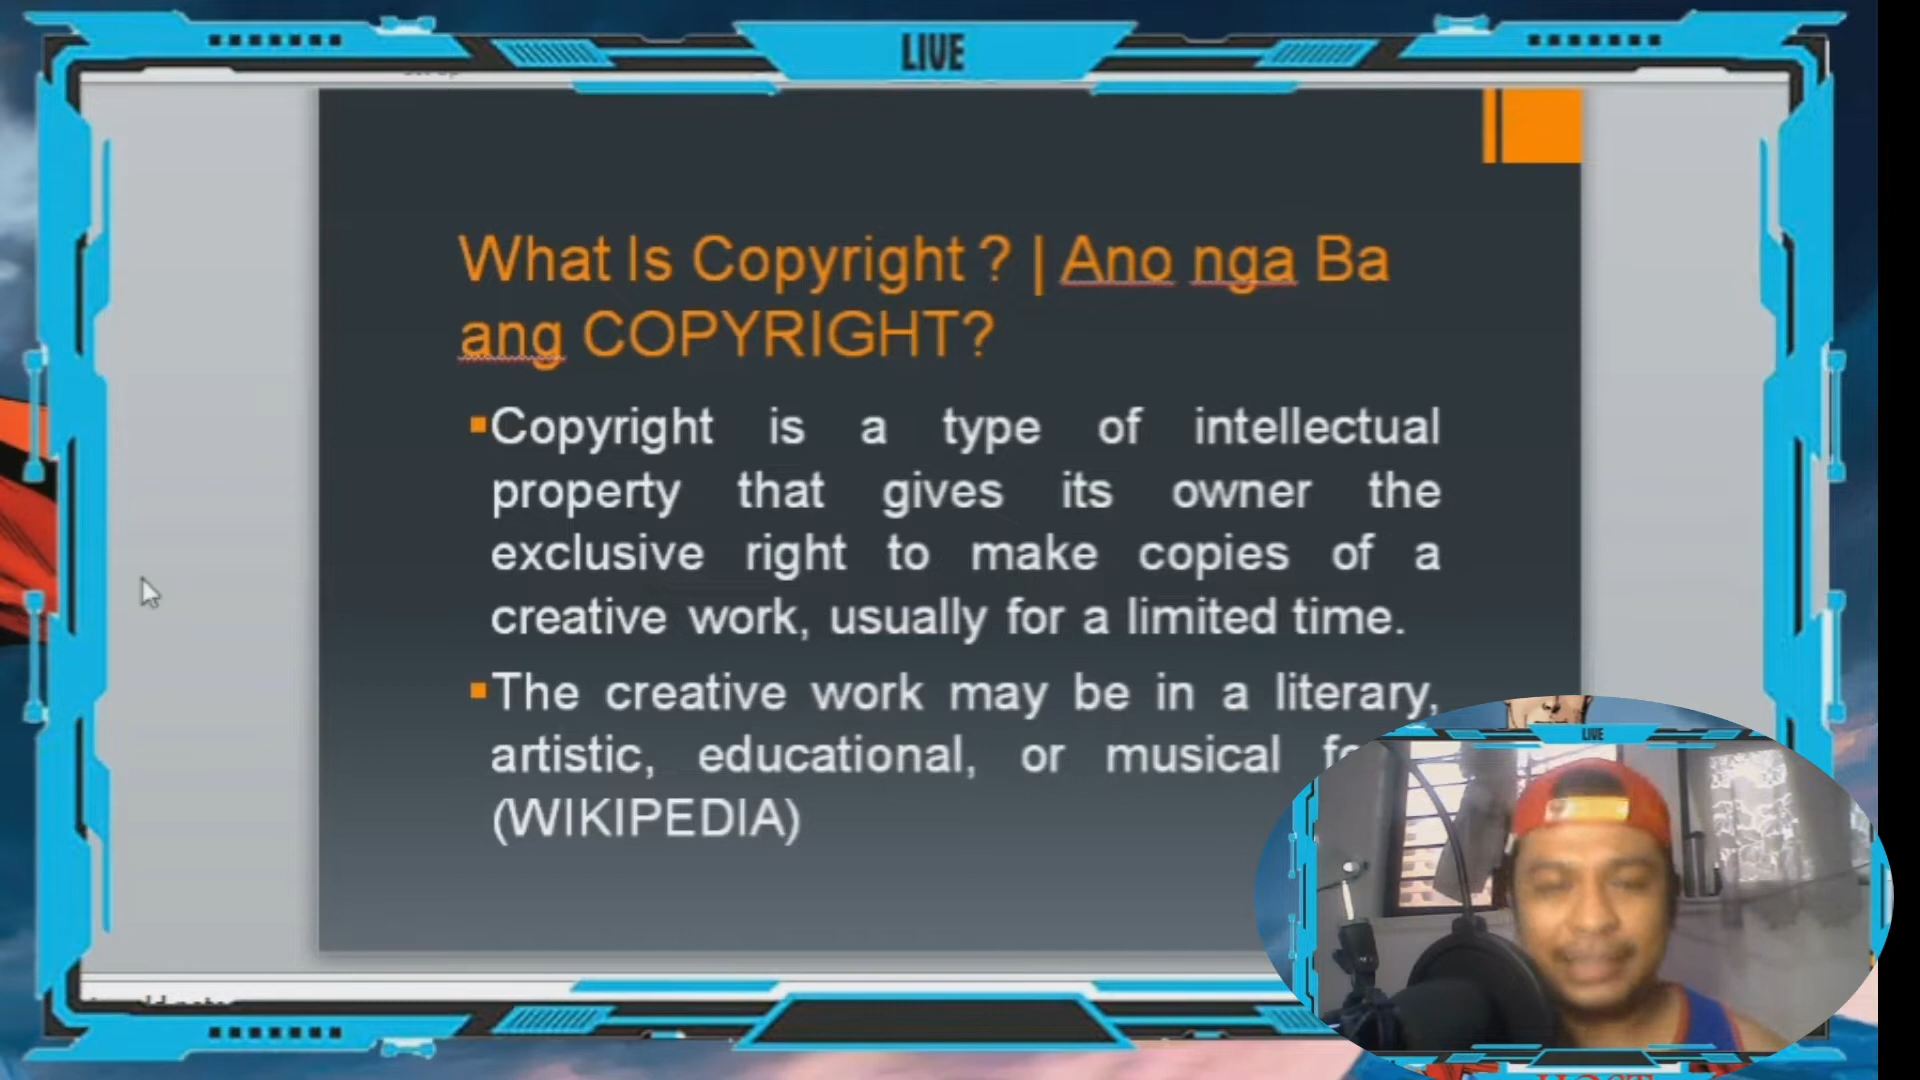 LIVE
What Is Copyright ? | Ano nga Ba
ang COPYRIGHT?
Copyright is a type of intellectual
property that gives its owner the
exclusive right to make copies of a
creative work, usually for a limited time.
The creative work may be in a literary,
artistic, educational, or musical
(WIKIPEDIA)
LIVE